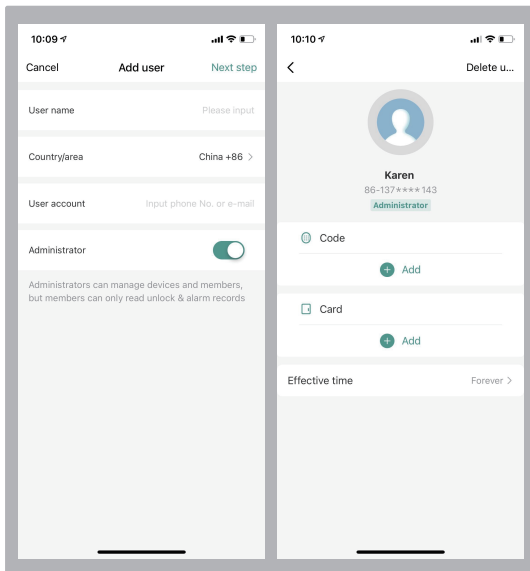 10:09
Cancel
Add user
Next step
User name
Please input
Country/area
China +86 >
User account
Input phone No. or e-mail
Administrator
Administrators can manage devices and members,
but members can only read unlock & alarm records
10:10
<
Delete u...
Karen
86-137****143
Administrator
Code
+ Add
Card
+ Add
Effective time
Forever >